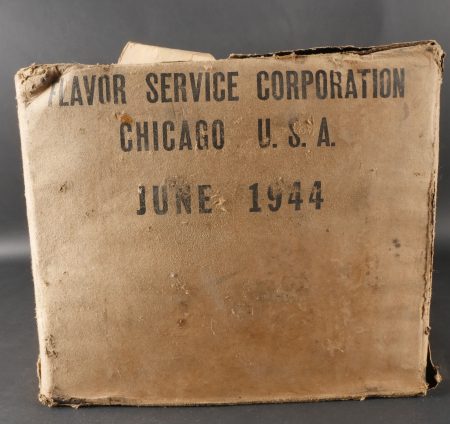 FLAVOR SERVICE CORPORATION
CHICAGO U.S.A.
JUNE 1944